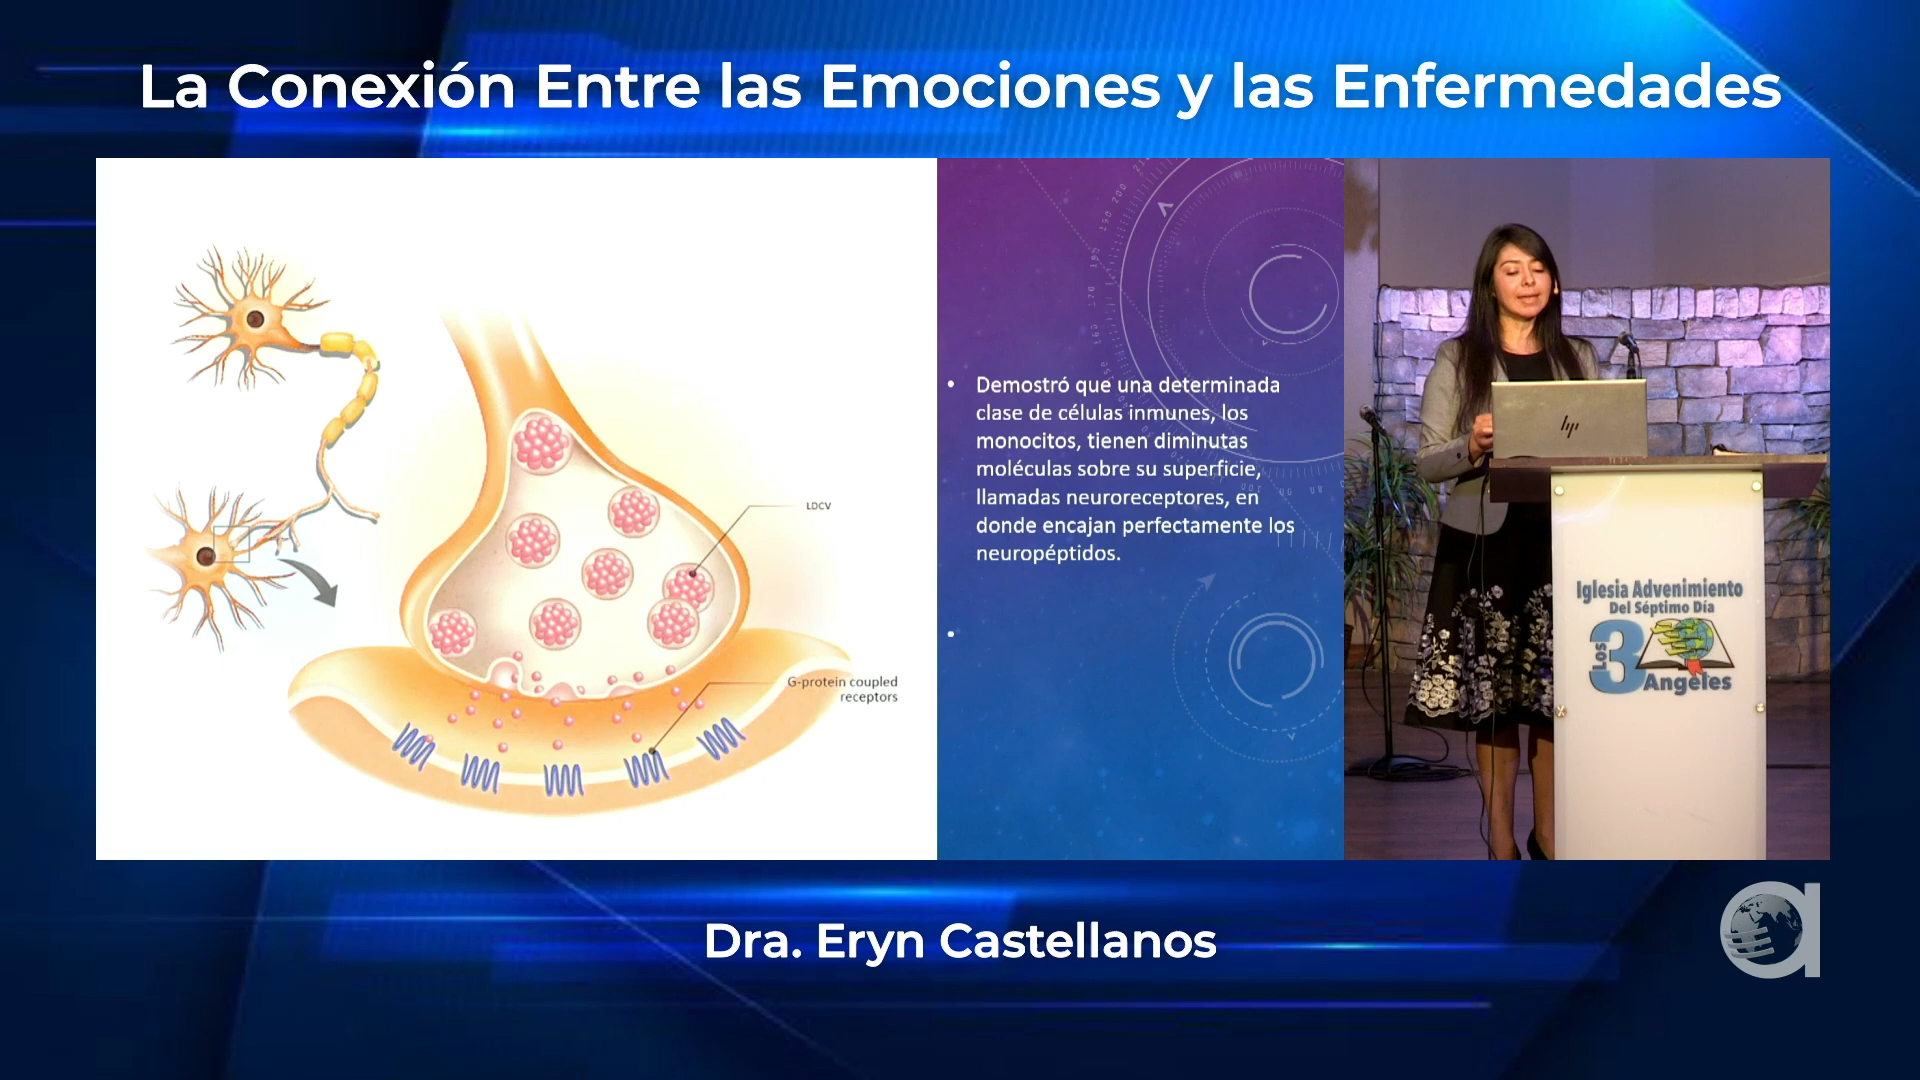 La Conexión Entre las Emociones y las Enfermedades
LDCV
G-protein coupled
receptors
• Demostró que una determinada
clase de células inmunes, los
monocitos, tienen diminutas
moléculas sobre su superficie,
llamadas neuroreceptores, en
donde encajan perfectamente los
neuropéptidos.
•
hp
Iglesia Advenimiento
Del Séptimo Día
Los 3
Angeles
Dra. Eryn Castellanos
a